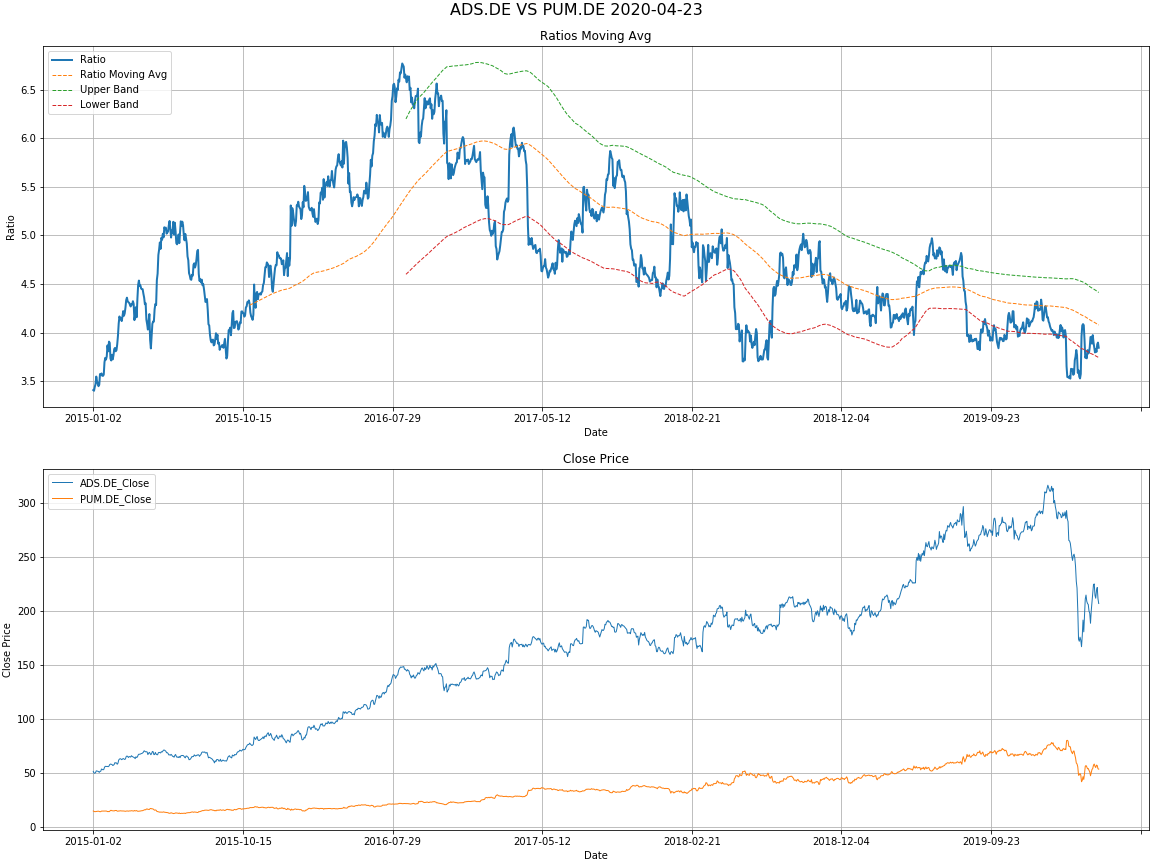 ADS.DE VS PUM.DE 2020-04-23
Ratios Moving Avg
Ratio
Ratio Moving Avg
Upper Band
Lower Band
6.5
6.0
5.5
5.0
4.5
4.0
3.5
Ratio
2015-01-02 2015-10-15 2016-07-29 2017-05-12 2018-02-21 2018-12-04 2019-09-23
Date
Close Price
ADS.DE_Close
PUM.DE_Close
300
250
200
150
100
50
0
Close Price
2015-01-02 2015-10-15 2016-07-29 2017-05-12 2018-02-21 2018-12-04 2019-09-23
Date